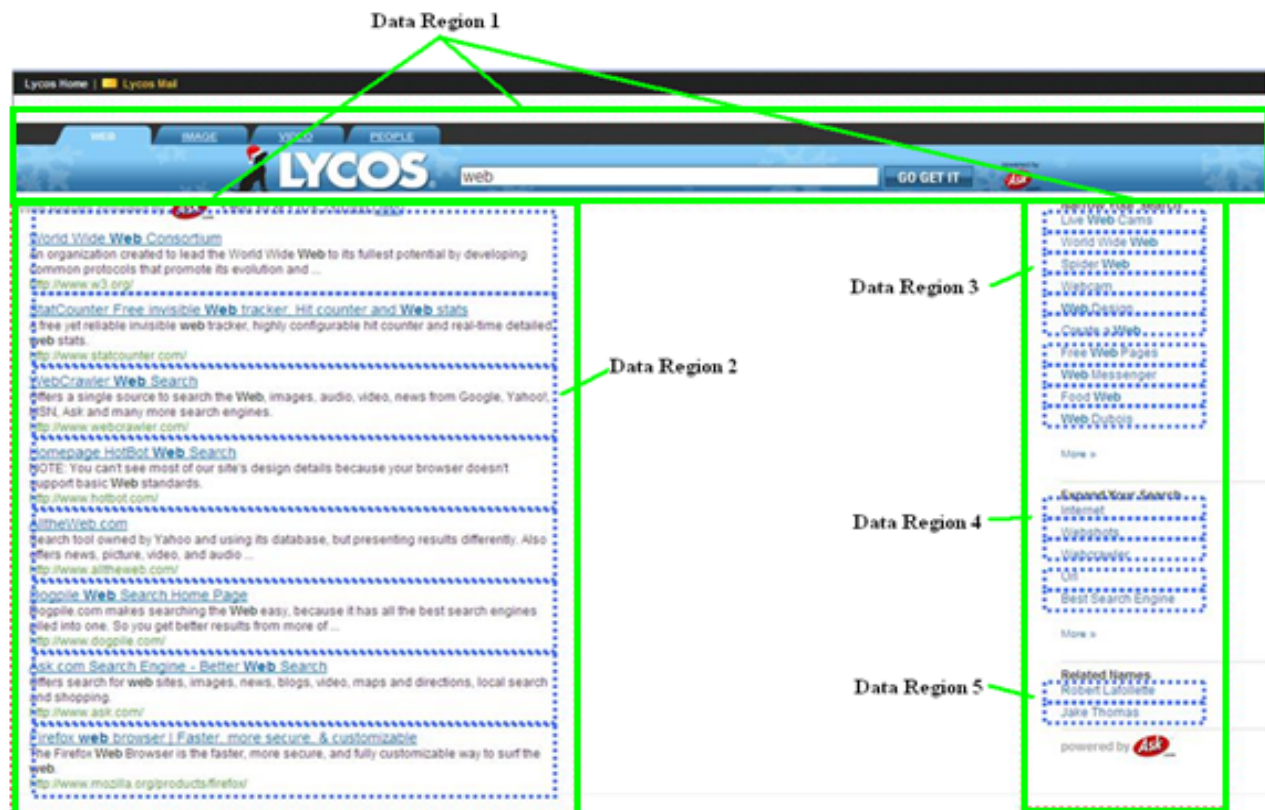 Data Region 1
Lycos Home | Lycos Mail
WEB IMAGE VIDEO PEOPLE
LYCOS
web
GO GET IT
powered by
Ask
Ask
World Wide Web Consortium
An organization created to lead the World Wide Web to its fullest potential by developing
common protocols that promote its evolution and ...
http://www.w3.org/
StatCounter Free invisible Web tracker, Hit counter and Web stats
A free yet reliable invisible web tracker, highly configurable hit counter and real-time detailed
web stats.
http://www.statcounter.com/
WebCrawler Web Search
Offers a single source to search the Web, images, audio, video, news from Google, Yahoo!,
MSN, Ask and many more search engines.
http://www.webcrawler.com/
Homepage HotBot Web Search
NOTE: You can't see most of our site's design details because your browser doesn't
support basic Web standards.
http://www.hotbot.com/
AlltheWeb.com
Search tool owned by Yahoo and using its database, but presenting results differently. Also
offers news, picture, video, and audio ...
http://www.alltheweb.com/
Dogpile Web Search Home Page
Dogpile.com makes searching the Web easy, because it has all the best search engines
piled into one. So you get better results from more of ...
http://www.dogpile.com/
Ask.com Search Engine - Better Web Search
Offers search for web sites, images, news, blogs, video, maps and directions, local search
and shopping.
http://www.ask.com/
Firefox web browser | Faster, more secure, & customizable
The Firefox Web Browser is the faster, more secure, and fully customizable way to surf the
web.
http://www.mozilla.org/products/firefox/
Data Region 2
Data Region 3
Data Region 4
Data Region 5
Narrow Your Search
Live Web Cams
World Wide Web
Spider Web
Webcam
Web Design
Create a Web
Free Web Pages
Web Messenger
Food Web
Web Dubois
More »
Expand Your Search
Internet
Webshots
Webcrawler
Best Search Engine
More »
Related Names
Robert Lafollette
Jake Thomas
powered by Ask